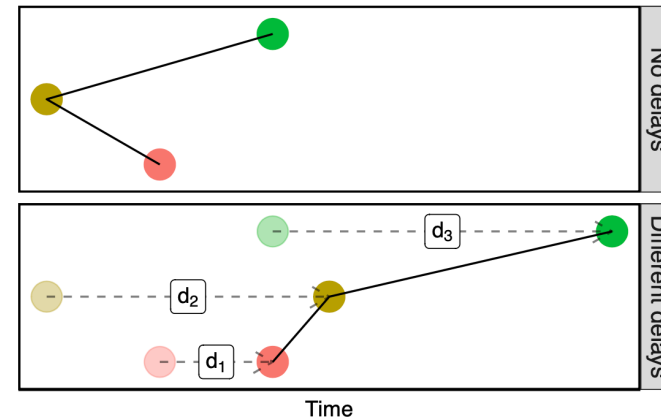 No delays
d₃
d₂
d₁
Different delays
Time